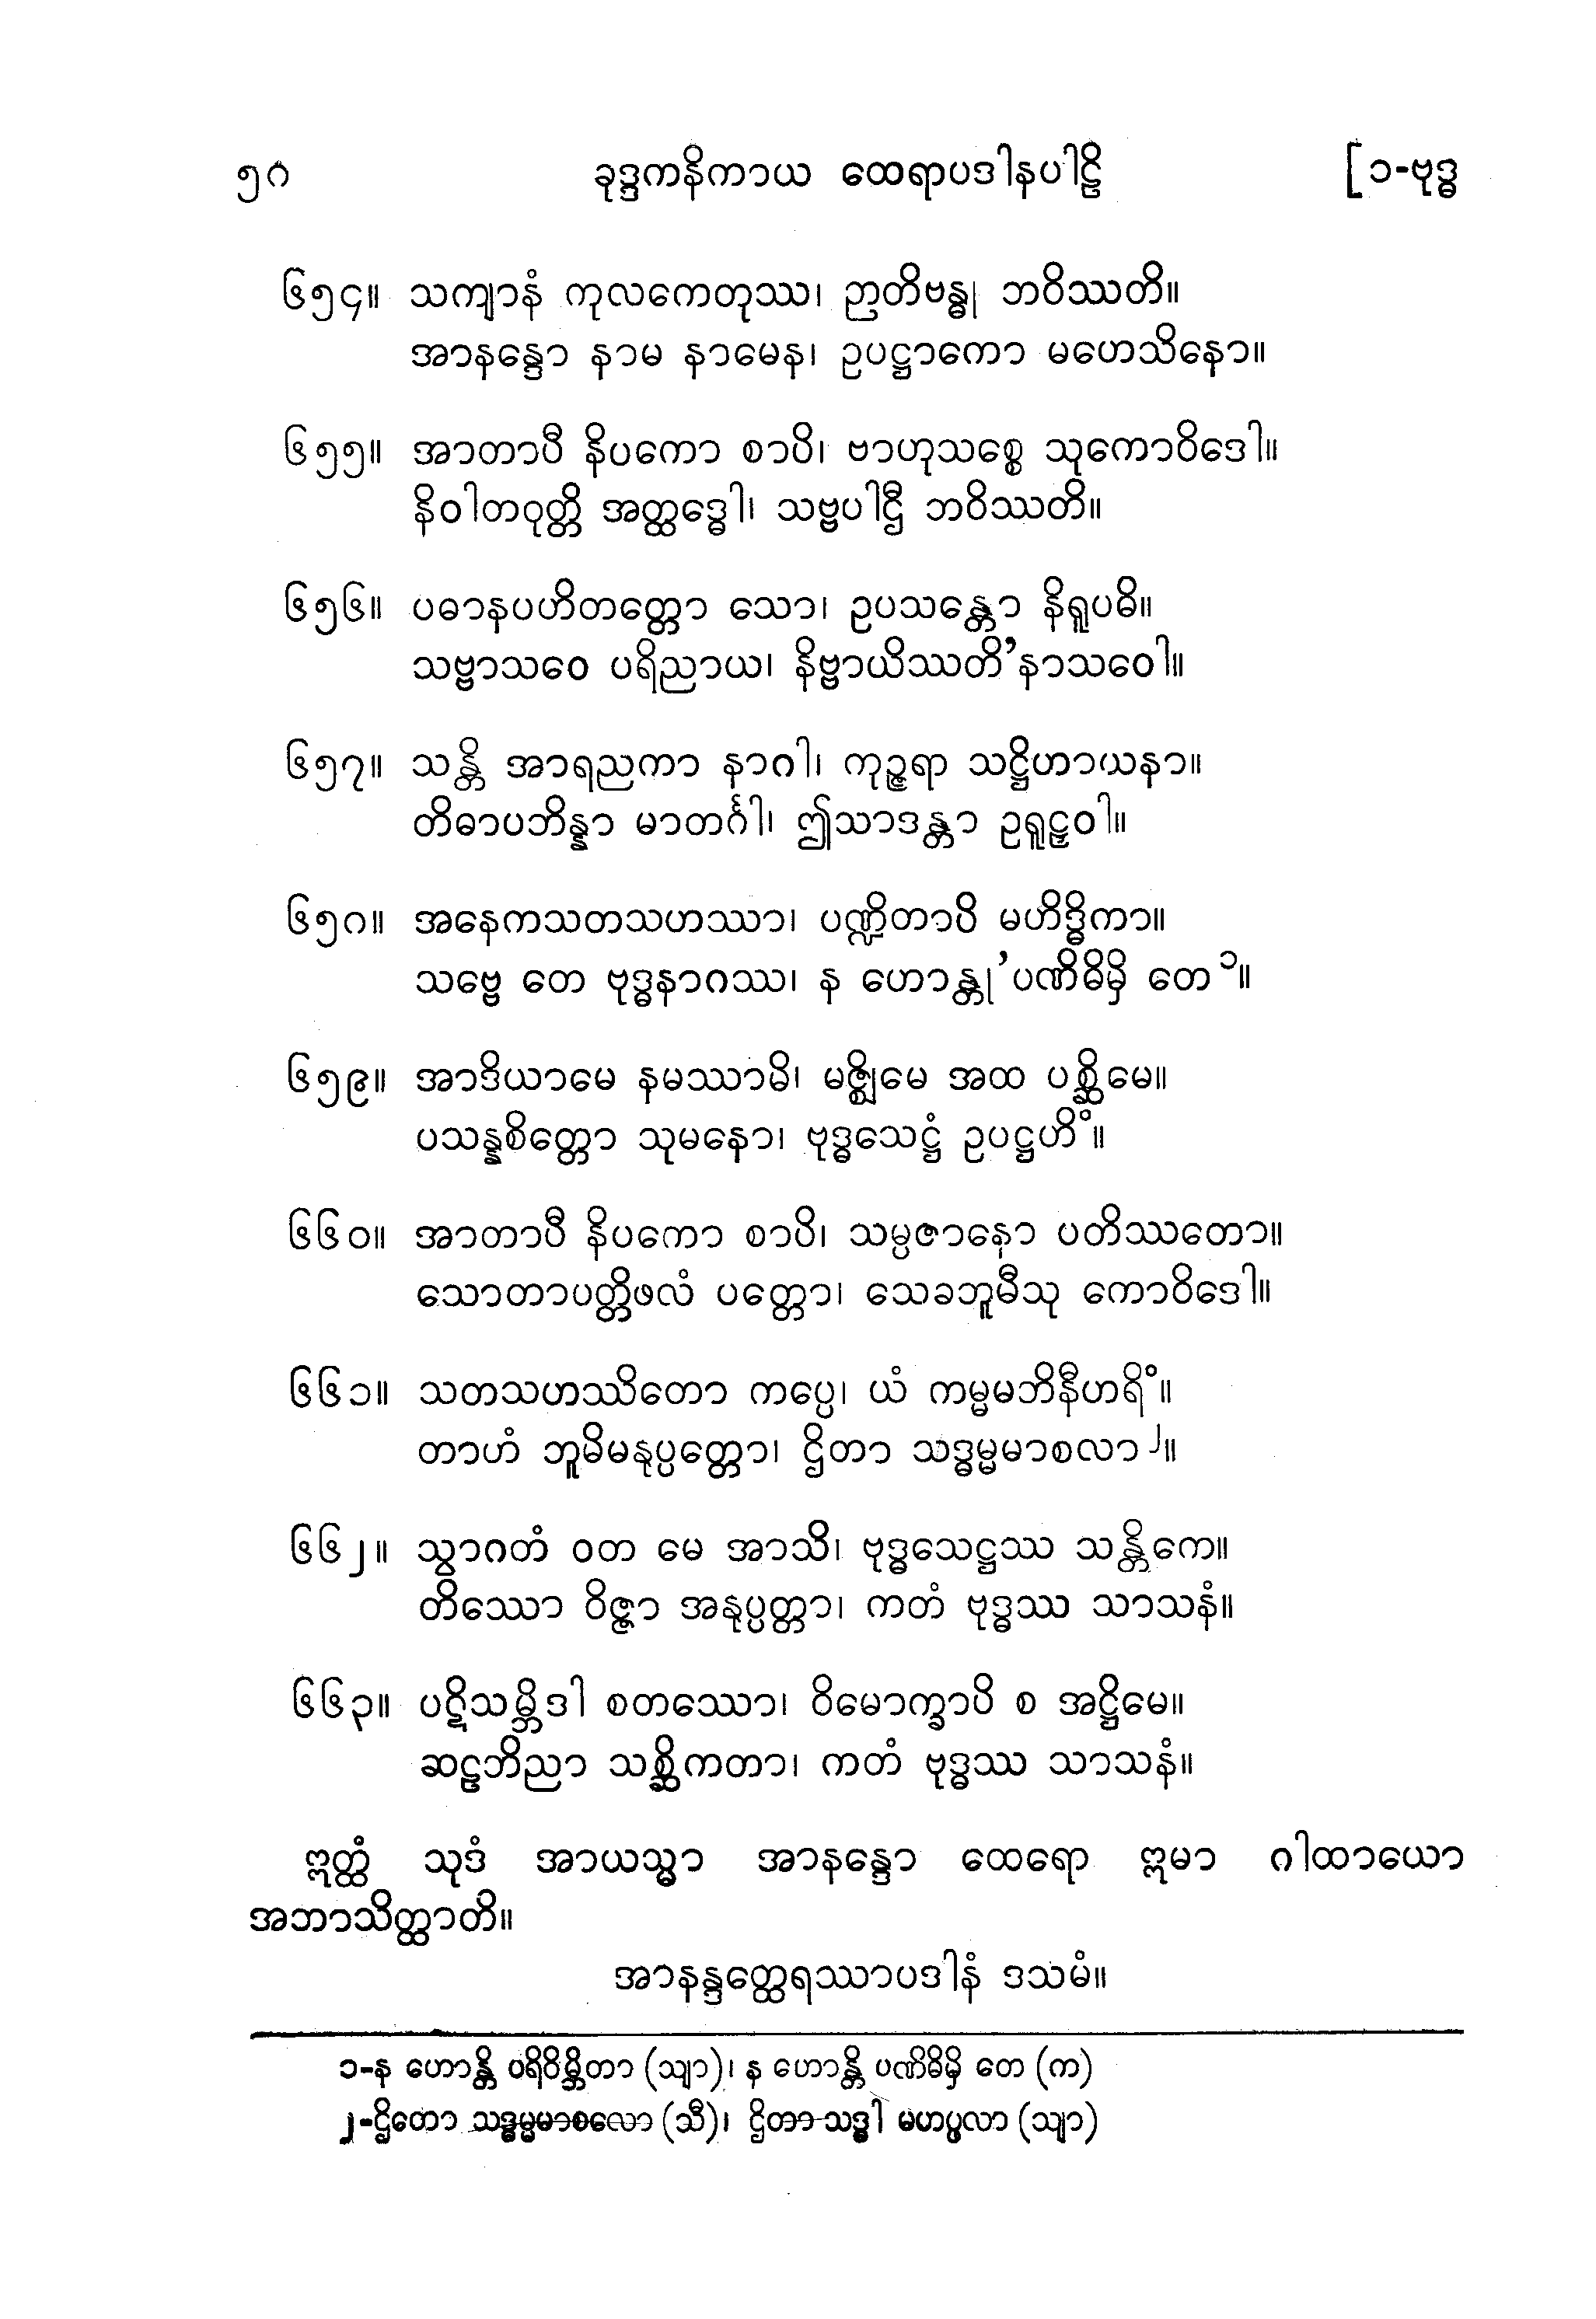 ၅၈ ခုဒ္ဒကနိကာယ ထေရာပဒါနပါဠိ [၁-ဗုဒ္ဓ
၆၅၄။ သကျာနံ ကုလကေတုဿ၊ ဉာတိဗန္ဓု ဘဝိဿတိ။
အာနန္ဒော နာမ နာမေန၊ ဥပဋ္ဌာကော မဟေသိနော။
၆၅၅။ အာတာပီ နိပကော စာပိ၊ ဗာဟုသစ္စေ သုကောဝိဒေါ။
နိဝါတဝုတ္တိ အတ္ထဒ္ဓေါ၊ သဗ္ဗပါဌီ ဘဝိဿတိ။
၆၅၆။ ပဓာနပဟိတတ္တော သော၊ ဥပသန္တော နိရူပဓိ။
သဗ္ဗာသဝေ ပရိညာယ၊ နိဗ္ဗာယိဿတိ’နာသဝေါ။
၆၅၇။ သန္တိ အာရညကာ နာဂါ၊ ကုဉ္ဇရာ သဋ္ဌိဟာယနာ။
တိဓာပဘိန္နာ မာတင်္ဂါ၊ ဤသာဒန္တာ ဥရူဠှဝါ။
၆၅၈။ အနေကသတသဟဿာ၊ ပဏ္ဍိတာပိ မဟိဒ္ဓိကာ။
သဗ္ဗေ တေ ဗုဒ္ဓနာဂဿ၊ န ဟောန္တု’ပဏိဓိမှိ တေ ၁။
၆၅၉။ အာဒိယာမေ နမဿာမိ၊ မဇ္ဈိမေ အထ ပစ္ဆိမေ။
ပသန္နစိတ္တော သုမနော၊ ဗုဒ္ဓသေဋ္ဌံ ဥပဋ္ဌဟိံ။
၆၆၀။ အာတာပီ နိပကော စာပိ၊ သမ္ပဇာနော ပတိဿတော။
သောတာပတ္တိဖလံ ပတ္တော၊ သေခဘူမီသု ကောဝိဒေါ။
၆၆၁။ သတသဟဿိတော ကပ္ပေ၊ ယံ ကမ္မမဘိနီဟရိံ။
တာဟံ ဘူမိမနုပ္ပတ္တော၊ ဌိတာ သဒ္ဓမ္မမာစလာ ၂။
၆၆၂။ သွာဂတံ ဝတ မေ အာသိ၊ ဗုဒ္ဓသေဋ္ဌဿ သန္တိကေ။
တိဿော ဝိဇ္ဇာ အနုပ္ပတ္တာ၊ ကတံ ဗုဒ္ဓဿ သာသနံ။
၆၆၃။ ပဋိသမ္ဘိဒါ စတဿော၊ ဝိမောက္ခာပိ စ အဋ္ဌိမေ။
ဆဠဘိညာ သစ္ဆိကတာ၊ ကတံ ဗုဒ္ဓဿ သာသနံ။
ဣတ္ထံ သုဒံ အာယသ္မာ အာနန္ဒော ထေရော ဣမာ ဂါထာယော
အဘာသိတ္ထာတိ။
အာနန္ဒတ္ထေရဿာပဒါနံ ဒသမံ။
၁-န ဟောန္တိ ပရိဝိမ္ဘိတာ (သျာ)၊ န ဟောန္တိ ပဏိဓိမှိ တေ (က)
၂-ဌိတော သဒ္ဓမ္မမာစလော (သီ)၊ ဌိတာ သဒ္ဓါ မဟပ္ဖလာ (သျာ)